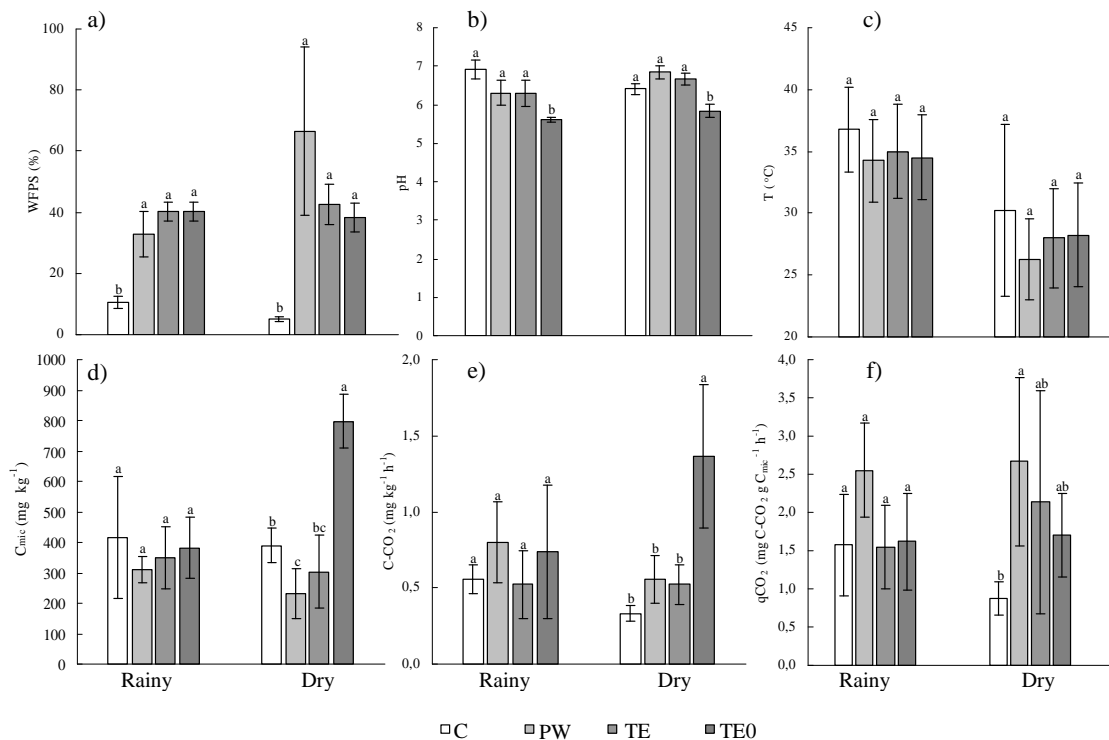 a)
100
80
60
40
20
0
WFPS (%)
b
a
a
a
b
a
a
a
b)
8
7
6
5
4
3
2
1
0
pH
a
a
a
b
a
a
a
b
c)
45
40
35
30
25
20
T (°C)
a
a
a
a
a
a
a
a
d)
1000
900
800
700
600
500
400
300
200
100
0
Cmic (mg kg-1)
a
a
a
a
b
c
bc
a
Rainy Dry
e)
2,0
1,5
1,0
0,5
0,0
C-CO2 (mg kg-1 h-1)
a
a
a
a
b
b
b
a
Rainy Dry
f)
4,0
3,5
3,0
2,5
2,0
1,5
1,0
0,5
0,0
qCO2 (mg C-CO2 g Cmic-1 h-1)
a
a
a
a
b
a
ab
ab
Rainy Dry
C PW TE TE0